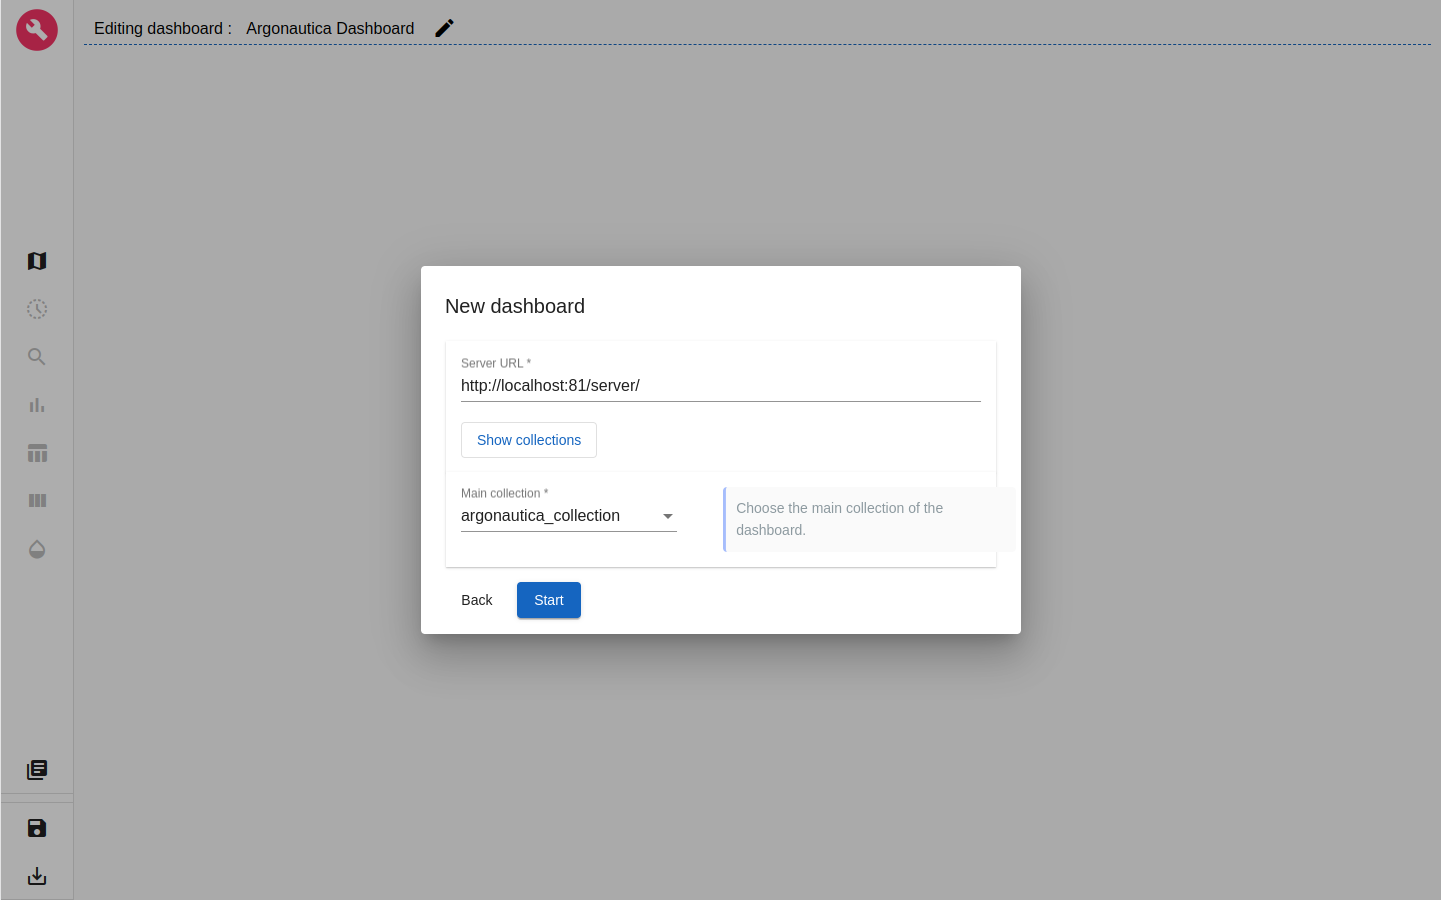 Editing dashboard : Argonautica Dashboard
New dashboard
Server URL *
http://localhost:81/server/
Show collections
Main collection *
argonautica_collection
Choose the main collection of the
dashboard.
Back Start